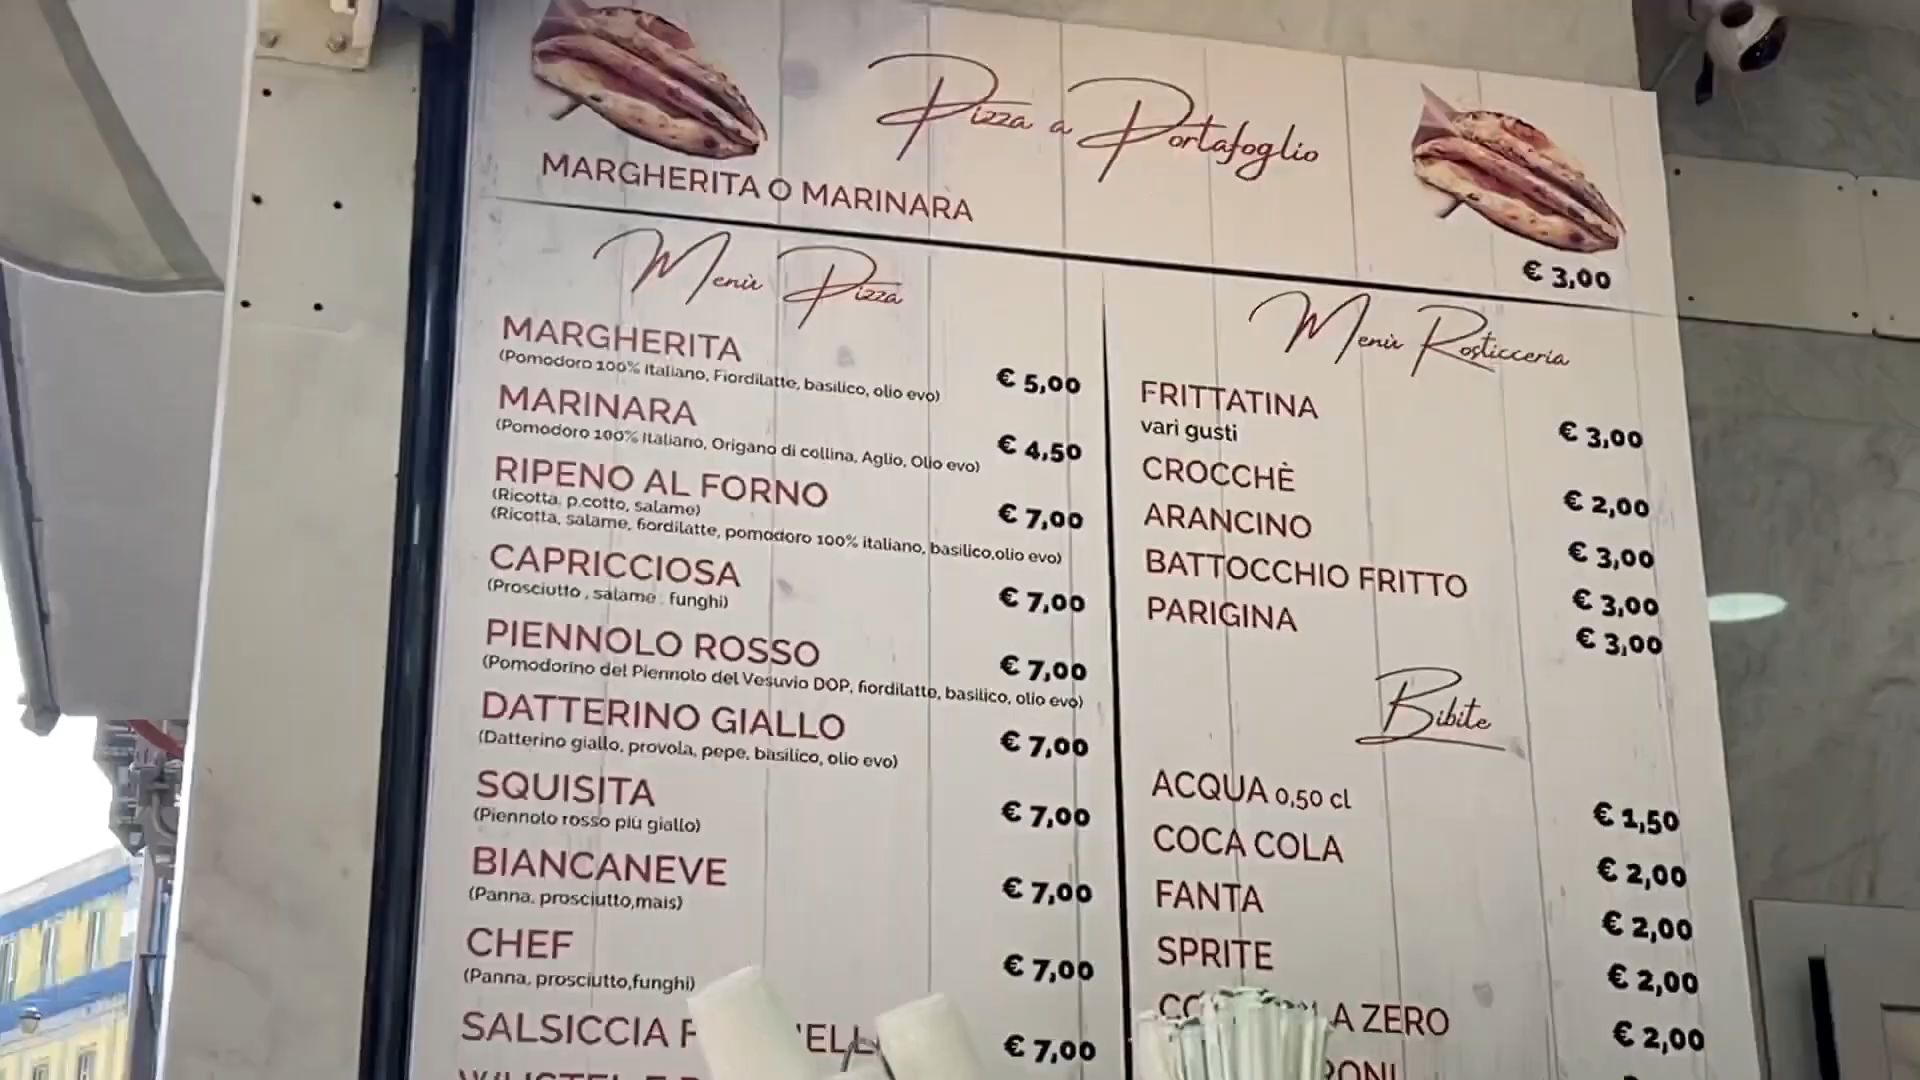 Pizza a Portafoglio
MARGHERITA O MARINARA
€ 3,00
Menù Pizza
MARGHERITA
(Pomodoro 100% Italiano, Fiordilatte, basilico, olio evo)
€ 5,00
MARINARA
(Pomodoro 100% Italiano, Origano di collina, Aglio, Olio evo)
€ 4,50
RIPENO AL FORNO
(Ricotta, p.cotto, salame)
€ 7,00
(Ricotta, salame, fiordilatte, pomodoro 100% italiano, basilico,olio evo)
CAPRICCIOSA
(Prosciutto , salame , funghi)
€ 7,00
PIENNOLO ROSSO
(Pomodorino del Piennolo del Vesuvio DOP, fiordilatte, basilico, olio evo)
€ 7,00
DATTERINO GIALLO
(Datterino giallo, provola, pepe, basilico, olio evo)
€ 7,00
SQUISITA
(Piennolo rosso più giallo)
€ 7,00
BIANCANEVE
(Panna, prosciutto,mais)
€ 7,00
CHEF
(Panna, prosciutto,funghi)
€ 7,00
SALSICCIA
€ 7,00
Menù Rosticceria
FRITTATINA
vari gusti
€ 3,00
CROCCHÈ
€ 2,00
ARANCINO
€ 3,00
BATTOCCHIO FRITTO
€ 3,00
PARIGINA
€ 3,00
Bibite
ACQUA 0,50 cl
€ 1,50
COCA COLA
€ 2,00
FANTA
€ 2,00
SPRITE
€ 2,00
ZERO
€ 2,00